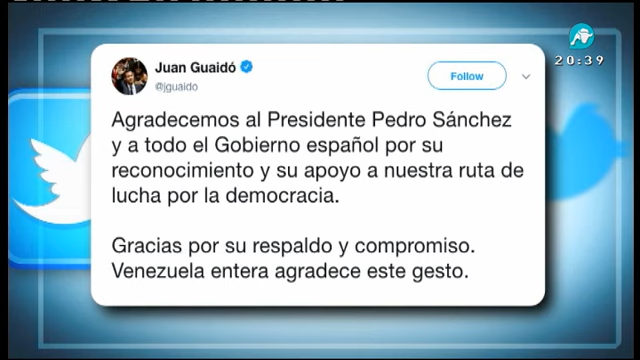 Juan Guaidó
@jguaido
Follow
20:39
Agradecemos al Presidente Pedro Sánchez
y a todo el Gobierno español por su
reconocimiento y su apoyo a nuestra ruta de
lucha por la democracia.
Gracias por su respaldo y compromiso.
Venezuela entera agradece este gesto.